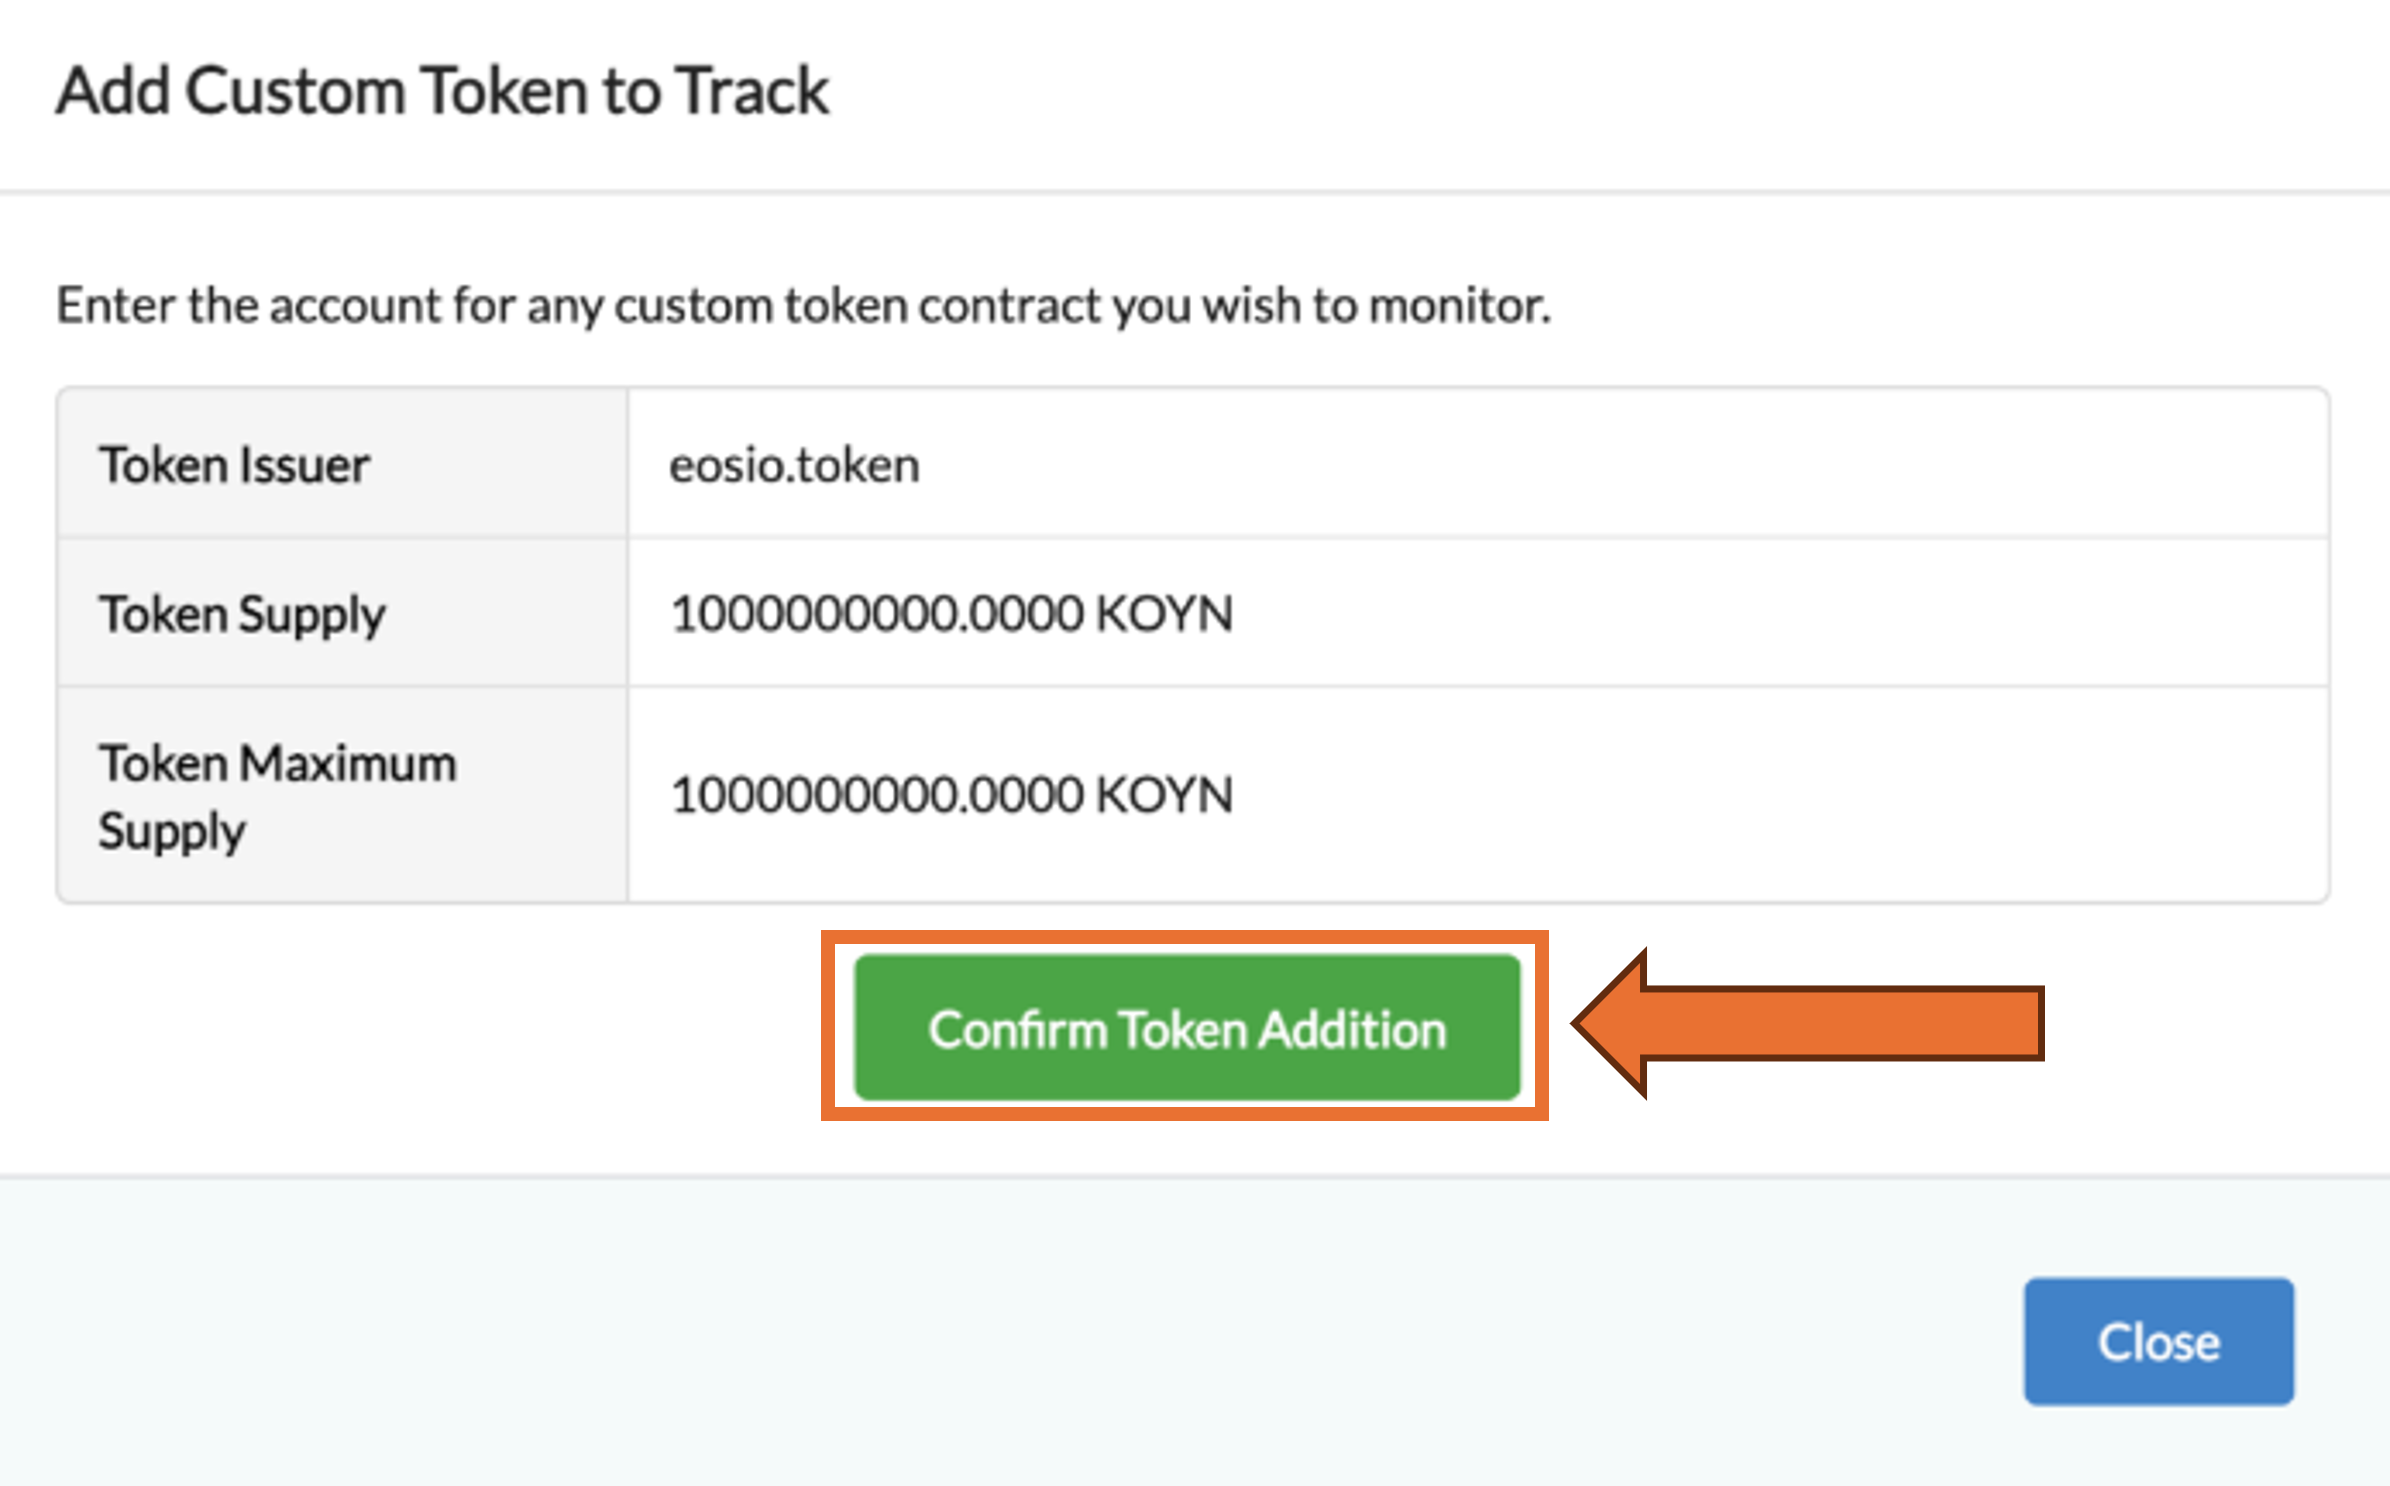 Add Custom Token to Track
Enter the account for any custom token contract you wish to monitor.
Token Issuer
eosio.token
Token Supply
1000000000.0000 KOYN
Token Maximum
Supply
1000000000.0000 KOYN
Confirm Token Addition
Close